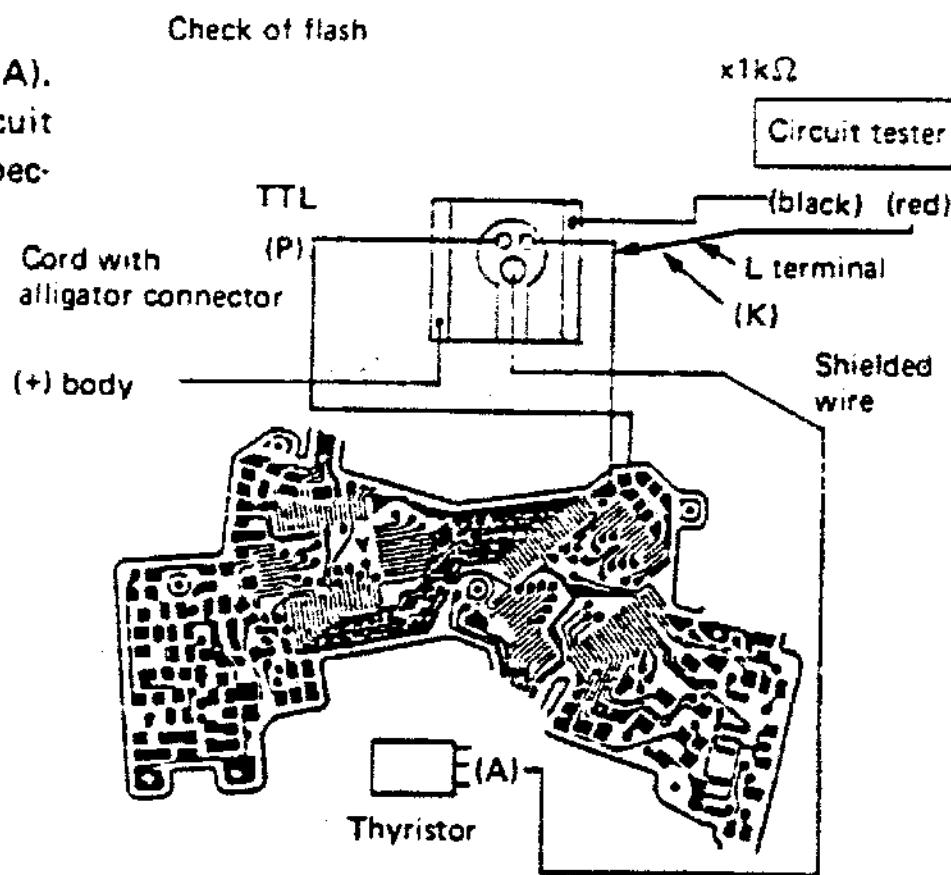 Check of flash
A).
cuit
pec-
x1kΩ
Circuit tester
(black) (red)
TTL
(P)
L terminal
(K)
Cord with
alligator connector
(+) body
Shielded
wire
(A)
Thyristor